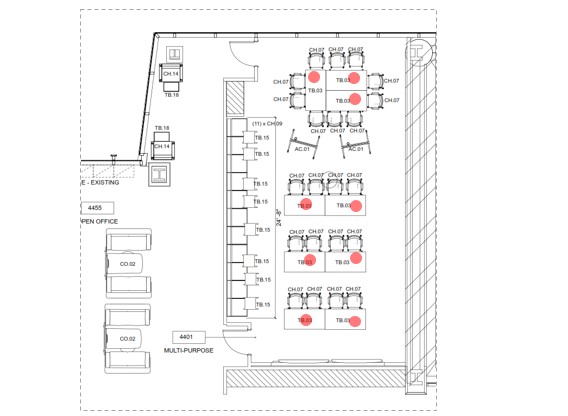 CH.07 CH.07 CH.07
CH.14
TB.18
CH.07 TB.03 CH.07
TB.03
CH.07 TB.03 CH.07
(11) x CH.09
TB.18
CH.07 CH.07 CH.07
TB.15
CH.14
AC.01 AC.01
TB.15
E - EXISTING
TB.15
CH.07 CH.07 CH.07 CH.07
TB.15
TB.03 TB.03
4455
24' -8"
PEN OFFICE
TB.15
CH.07 CH.07 CH.07 CH.07
CO.02
TB.15
TB.03 TB.03
TB.15
CH.07 CH.07 CH.07 CH.07
TB.15
TB.03 TB.03
CO.02
4401
MULTI-PURPOSE